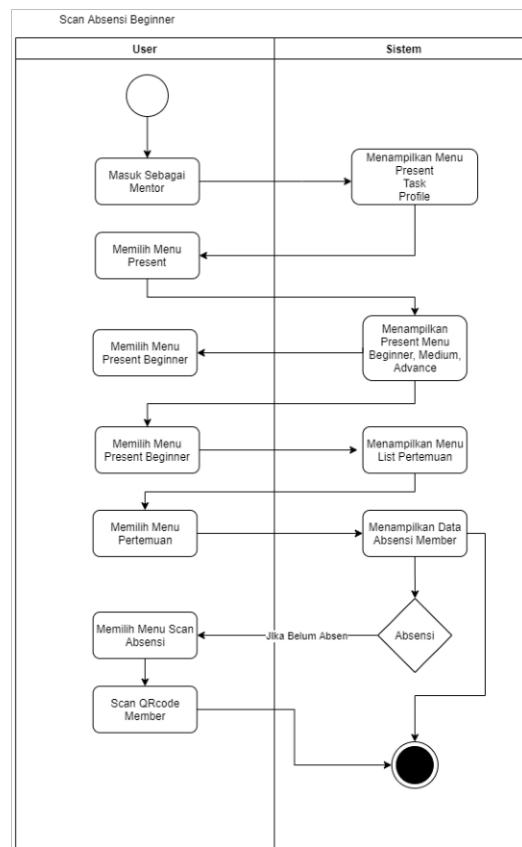 Scan Absensi Beginner
User
Sistem
Masuk Sebagai
Mentor
Menampilkan Menu
Present
Task
Profile
Memilih Menu
Present
Menampilkan
Present Menu
Beginner, Medium,
Advance
Memilih Menu
Present Beginner
Memilih Menu
Present Beginner
Menampilkan Menu
List Pertemuan
Memilih Menu
Pertemuan
Menampilkan Data
Absensi Member
Absensi
JIka Belum Absen
Memilih Menu Scan
Absensi
Scan QRcode
Member